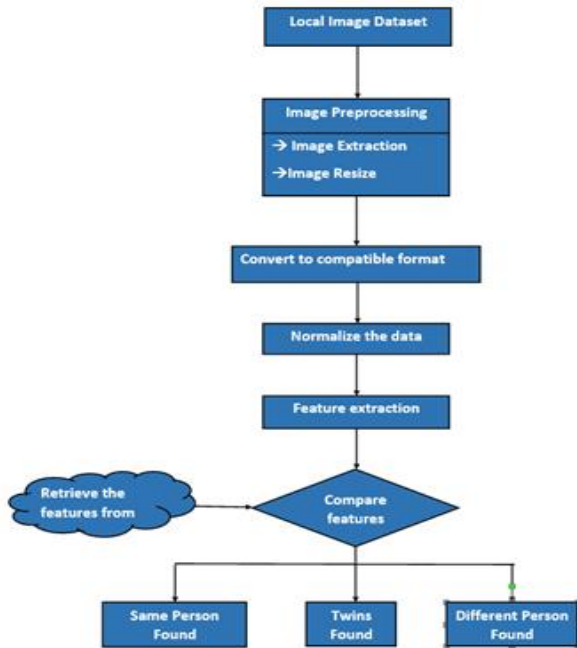 Local Image Dataset
Image Preprocessing
→ Image Extraction
→Image Resize
Convert to compatible format
Normalize the data
Feature extraction
Retrieve the
features from
Compare
features
Same Person
Found
Twins
Found
Different Person
Found